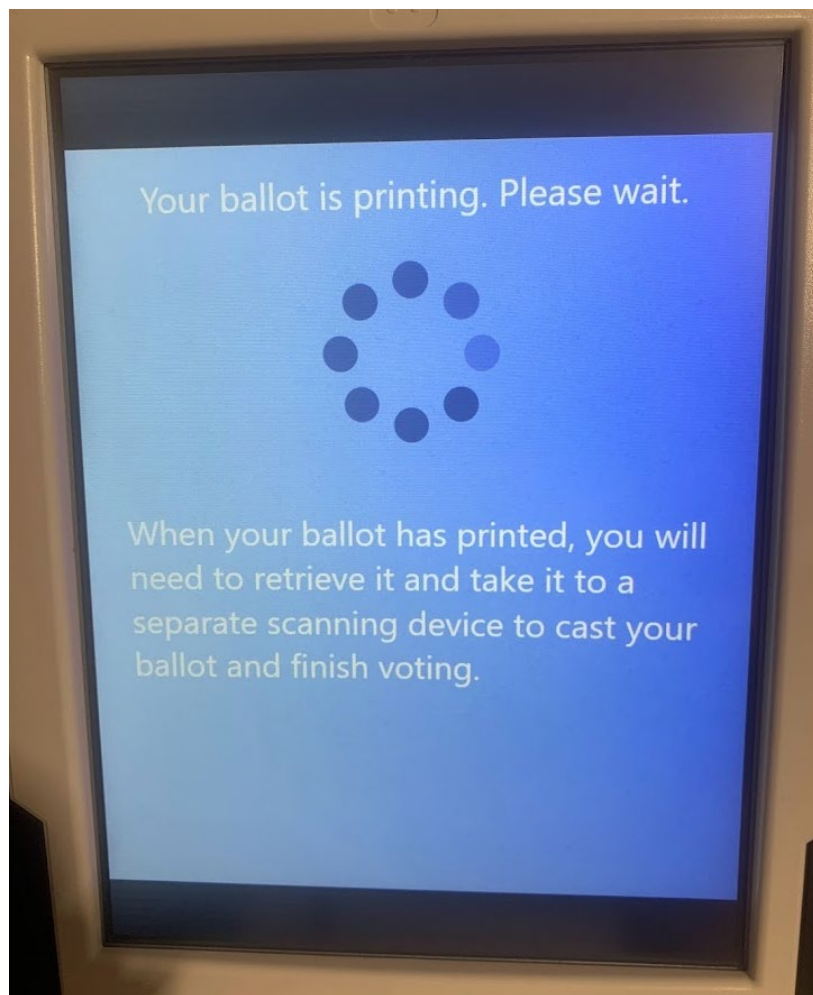 Your ballot is printing. Please wait.
When your ballot has printed, you will
need to retrieve it and take it to a
separate scanning device to cast your
ballot and finish voting.